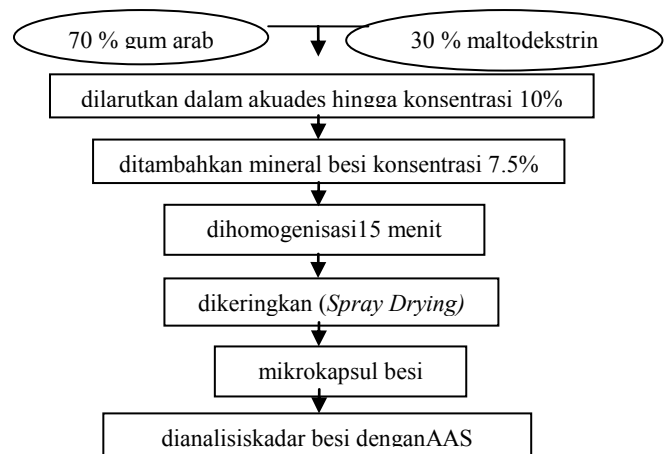 70 % gum arab
30 % maltodekstrin
dilarutkan dalam akuades hingga konsentrasi 10%
ditambahkan mineral besi konsentrasi 7.5%
dihomogenisasi15 menit
dikeringkan (Spray Drying)
mikrokapsul besi
dianalisiskadar besi denganAAS